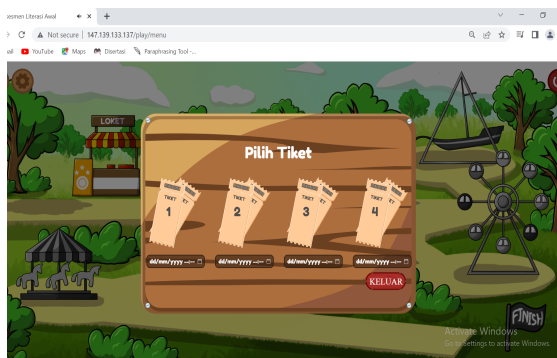 sesmen Literasi Awal
Not secure | 147.139.133.137/play/menu
YouTube Maps Disertasi Paraphrasing Tool -...
LOKET
Pilih Tiket
TIKET TIKET TIKET TIKET
1 2 3 4
dd/mm/yyyy --:-- dd/mm/yyyy --:-- dd/mm/yyyy --:-- dd/mm/yyyy --:--
KELUAR
FINISH
Activate Windows
Go to Settings to activate Windows.